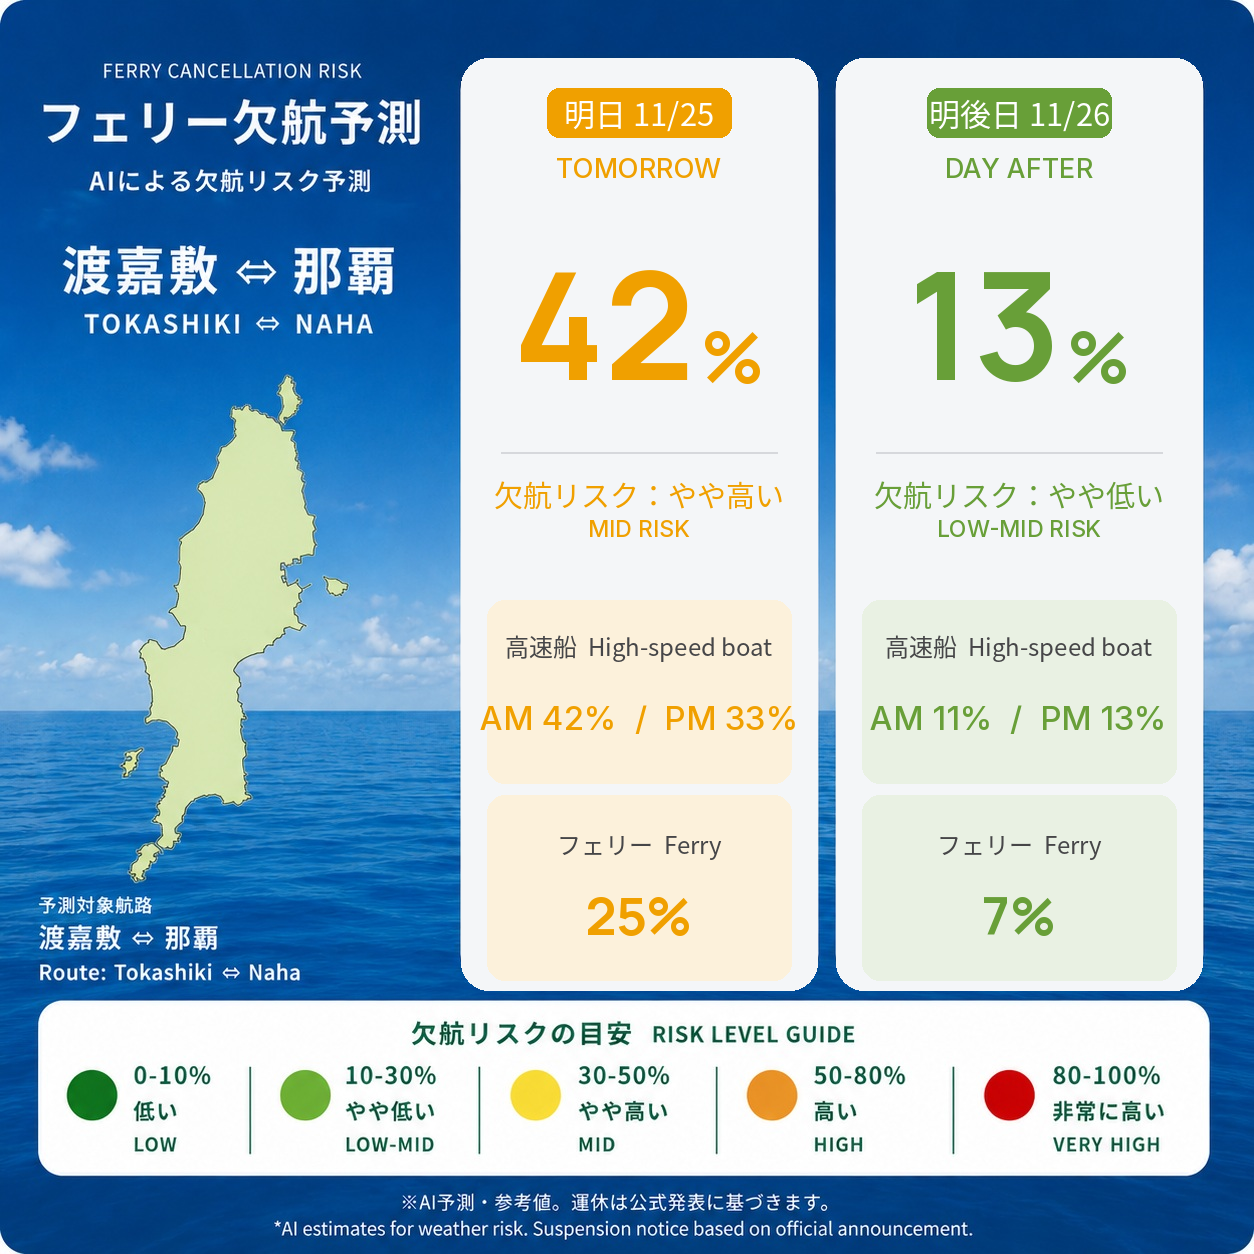 FERRY CANCELLATION RISK
フェリー欠航予測
AIによる欠航リスク予測
渡嘉敷 ⇔ 那覇
TOKASHIKI ⇔ NAHA
予測対象航路
渡嘉敷 ⇔ 那覇
Route: Tokashiki ⇔ Naha
明日 11/25
TOMORROW
42%
欠航リスク：やや高い
MID RISK
高速船 High-speed boat
AM 42% / PM 33%
フェリー Ferry
25%
明後日 11/26
DAY AFTER
13%
欠航リスク：やや低い
LOW-MID RISK
高速船 High-speed boat
AM 11% / PM 13%
フェリー Ferry
7%
欠航リスクの目安 RISK LEVEL GUIDE
0-10%
低い
LOW
10-30%
やや低い
LOW-MID
30-50%
やや高い
MID
50-80%
高い
HIGH
80-100%
非常に高い
VERY HIGH
※AI予測・参考値。運休は公式発表に基づきます。
*AI estimates for weather risk. Suspension notice based on official announcement.